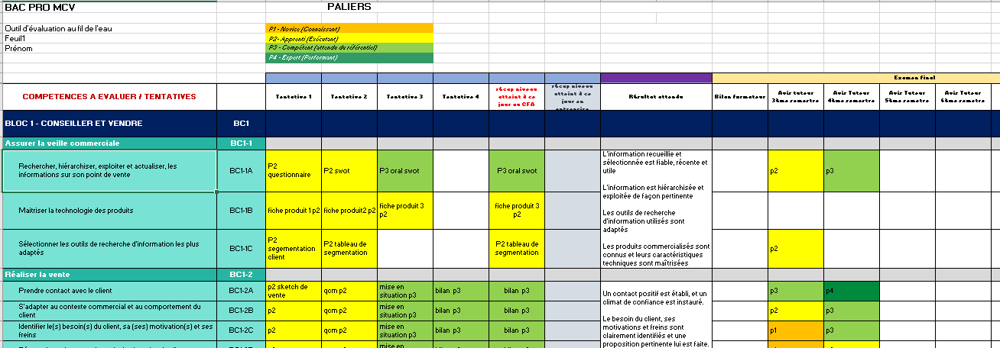 BAC PRO MCV
PALIERS
Outil d'évaluation au fil de l'eau
Feuil1
Prénom
P1 - Novice (Connaissant)
P2- Apprenti (Exécutant)
P3 - Compétent (attendu du référentiel)
P4 - Expert (Performant)
Examen final
COMPETENCES A EVALUER / TENTATIVES
Tentative 1
Tentative 2
Tentative 3
Tentative 4
récap niveau
atteint à ce
jour au CFA
récap niveau
atteint à ce
jour en
entreprise
Résultat attendu
Bilan formateur
Avis tuteur
3ème semestre
Avis Tuteur
4ème semestre
Avis Tuteur
5ème semestre
Avis Tuteur
6ème semestre
BLOC 1 - CONSEILLER ET VENDRE
BC1
Assurer la veille commerciale
BC1-1
Rechercher, hiérarchiser, exploiter et actualiser, les
informations sur son point de vente
BC1-1A
P2
questionnaire
P2 swot
P3 oral swot
P3 oral swot
L'information recueillie et
sélectionnée est fiable, récente et
utile
L'information est hiérarchisée et
exploitée de façon pertinente
Les outils de recherche
d'information utilisés sont
adaptés
Les produits commercialisés sont
connus et leurs caractéristiques
techniques sont maîtrisées
p2
p3
Maitriser la technologie des produits
BC1-1B
fiche produit 1 p2
fiche produit2 p2
fiche produit 3
p2
fiche produit 3
p2
Sélectionner les outils de recherche d'information les plus
adaptés
BC1-1C
P2
segementation
client
P2 tableau de
segmentation
P2 tableau de
segmentation
p2
Réaliser la vente
BC1-2
Prendre contact avec le client
BC1-2A
p2 sketch de
vente
qcm p2
mise en
situation p3
bilan p3
bilan p3
Un contact positif est établi, et un
climat de confiance est instauré.
Le besoin du client, ses
motivations et freins sont
clairement identifiés et une
proposition pertinente lui est faite.
p3
p4
S'adapter au contexte commercial et au comportement du
client
BC1-2B
p2
qcm p2
mise en
situation p3
bilan p3
bilan p3
p2
p3
Identifier le(s) besoin(s) du client, sa (ses) motivation(s) et ses
freins
BC1-2C
p2
qcm p2
mise en
situation p3
bilan p3
bilan p3
p1
p3
mise en